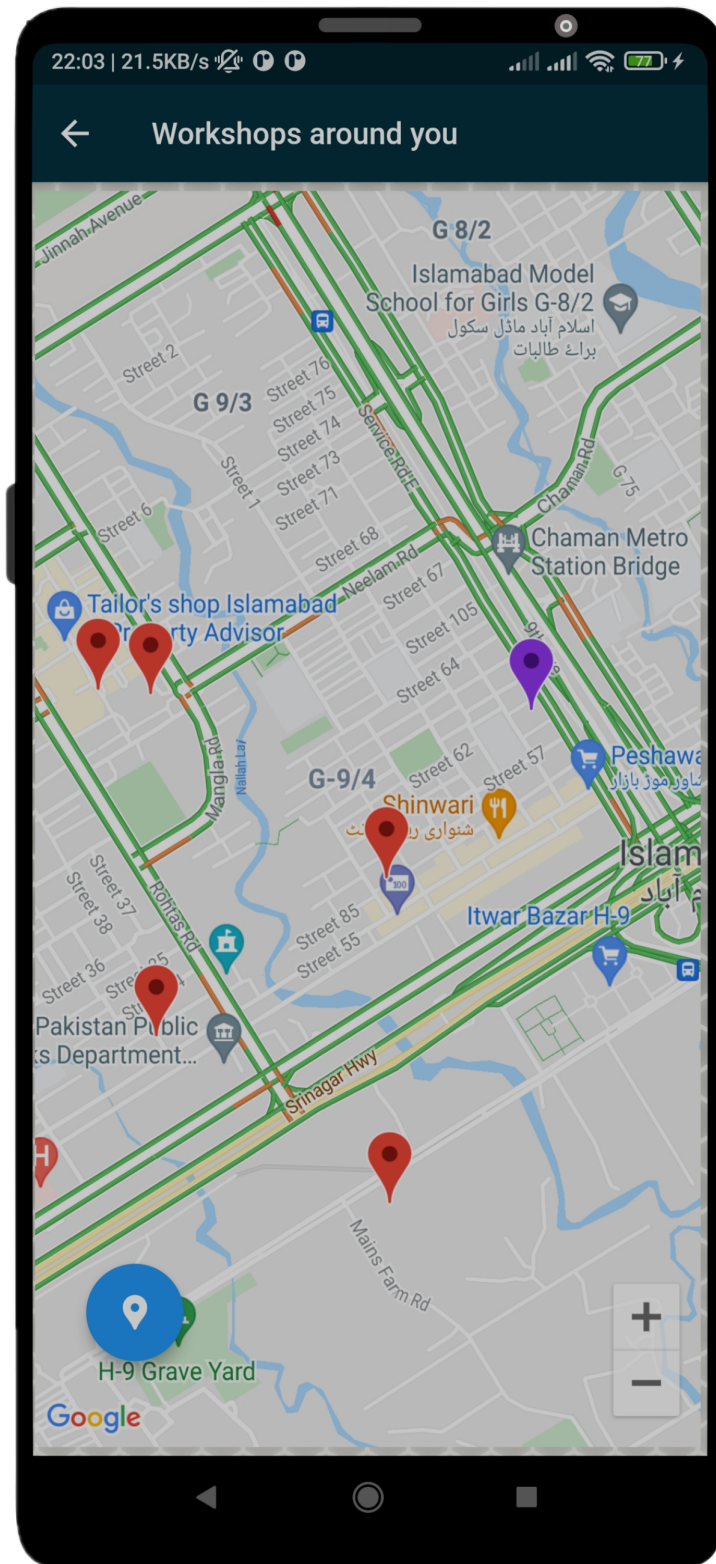 22:03 | 21.5KB/s
77
Workshops around you
Jinnah Avenue
G 8/2
Islamabad Model
School for Girls G-8/2
اسلام آباد ماڈل سکول
برائے طالبات
Street 2
Street 76
G 9/3
Street 75
Street 74
Street 73
Street 71
Service Rd E
Street 1
G-75
Chaman Rd
Street 6
Street 68
Chaman Metro
Station Bridge
Neelam Rd
Street 67
Tailor's shop Islamabad
Street 105
Street 64
Mangla Rd
Nallah Lai
G-9/4
Street 62
Street 57
Shinwari
شنواری
100
Islam
آباد
Street 37
Street 38
Rohtas Rd
Street 85
Street 55
Itwar Bazar H-9
Street 36
Pakistan Public
Department...
Srinagar Hwy
H
Mains Farm Rd
H-9 Grave Yard
+
−
Google